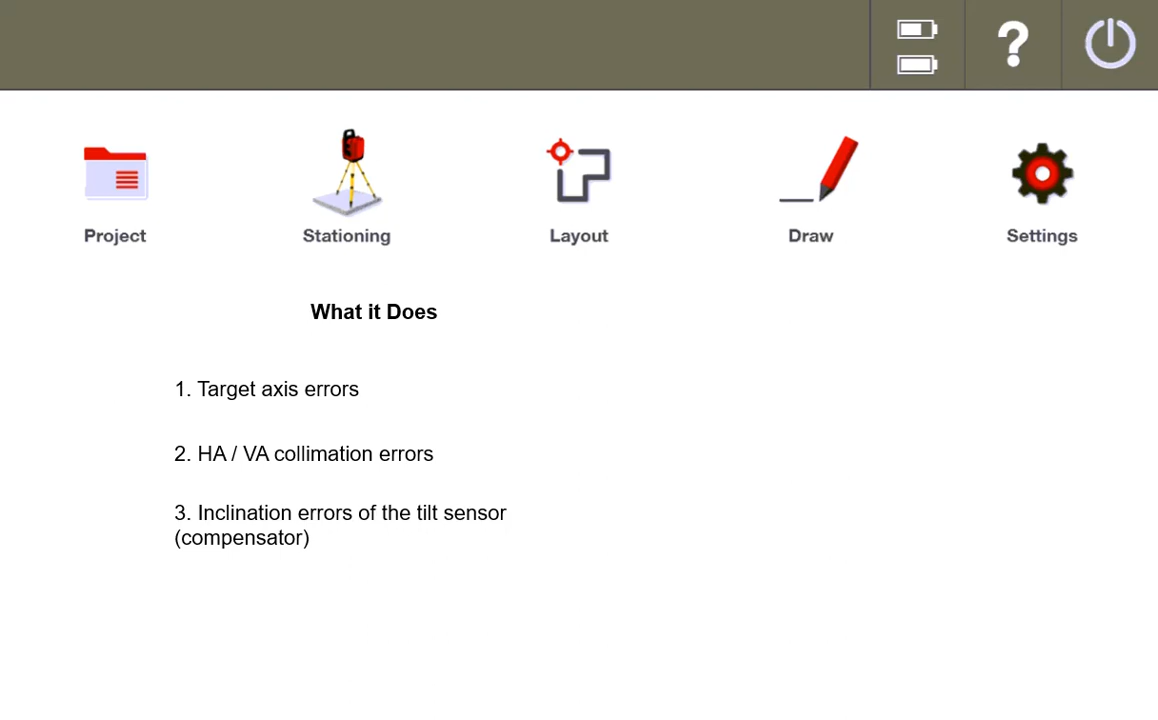 Project
Stationing
Layout
Draw
Settings
What it Does
1. Target axis errors
2. HA / VA collimation errors
3. Inclination errors of the tilt sensor
(compensator)